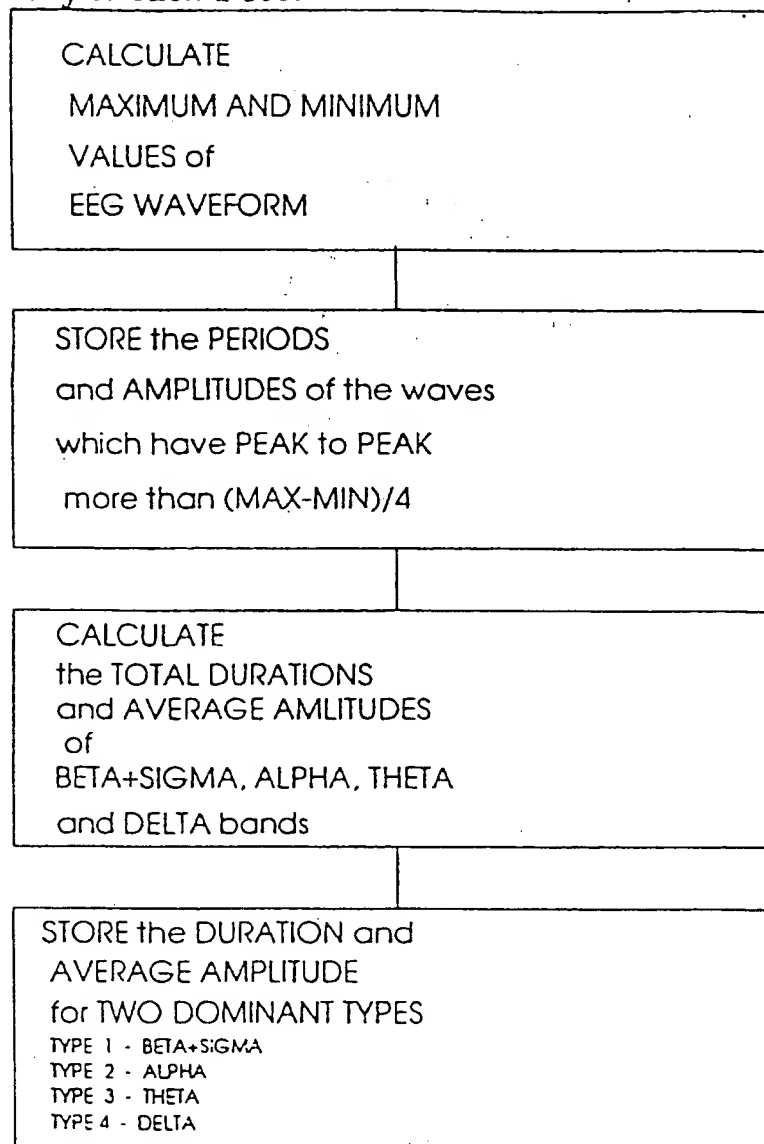 CALCULATE
MAXIMUM AND MINIMUM
VALUES of
EEG WAVEFORM
STORE the PERIODS
and AMPLITUDES of the waves
which have PEAK to PEAK
more than (MAX-MIN)/4
CALCULATE
the TOTAL DURATIONS
and AVERAGE AMLITUDES
of
BETA+SIGMA, ALPHA, THETA
and DELTA bands
STORE the DURATION and
AVERAGE AMPLITUDE
for TWO DOMINANT TYPES
TYPE 1 - BETA+SIGMA
TYPE 2 - ALPHA
TYPE 3 - THETA
TYPE 4 - DELTA